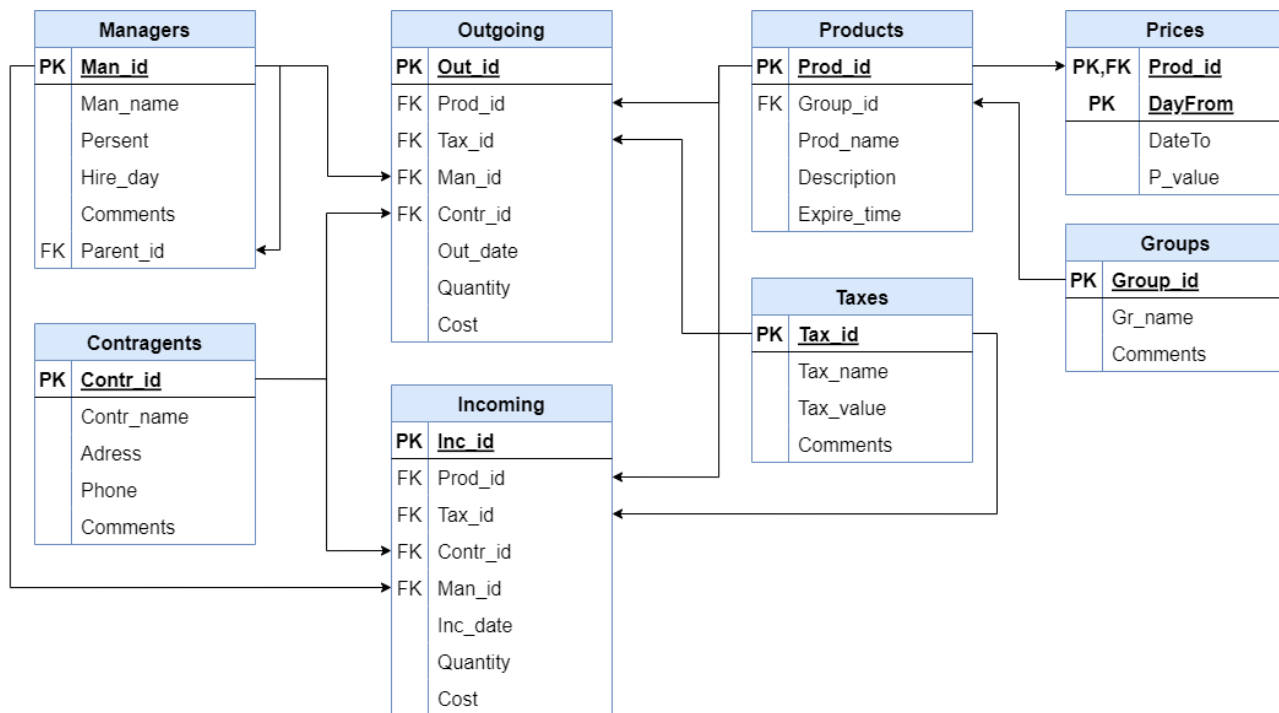 Managers
PK Man_id
Man_name
Persent
Hire_day
Comments
FK Parent_id
Contragents
PK Contr_id
Contr_name
Adress
Phone
Comments
Outgoing
PK Out_id
FK Prod_id
FK Tax_id
FK Man_id
FK Contr_id
Out_date
Quantity
Cost
Incoming
PK Inc_id
FK Prod_id
FK Tax_id
FK Contr_id
FK Man_id
Inc_date
Quantity
Cost
Products
PK Prod_id
FK Group_id
Prod_name
Description
Expire_time
Taxes
PK Tax_id
Tax_name
Tax_value
Comments
Prices
PK,FK Prod_id
PK DayFrom
DateTo
P_value
Groups
PK Group_id
Gr_name
Comments